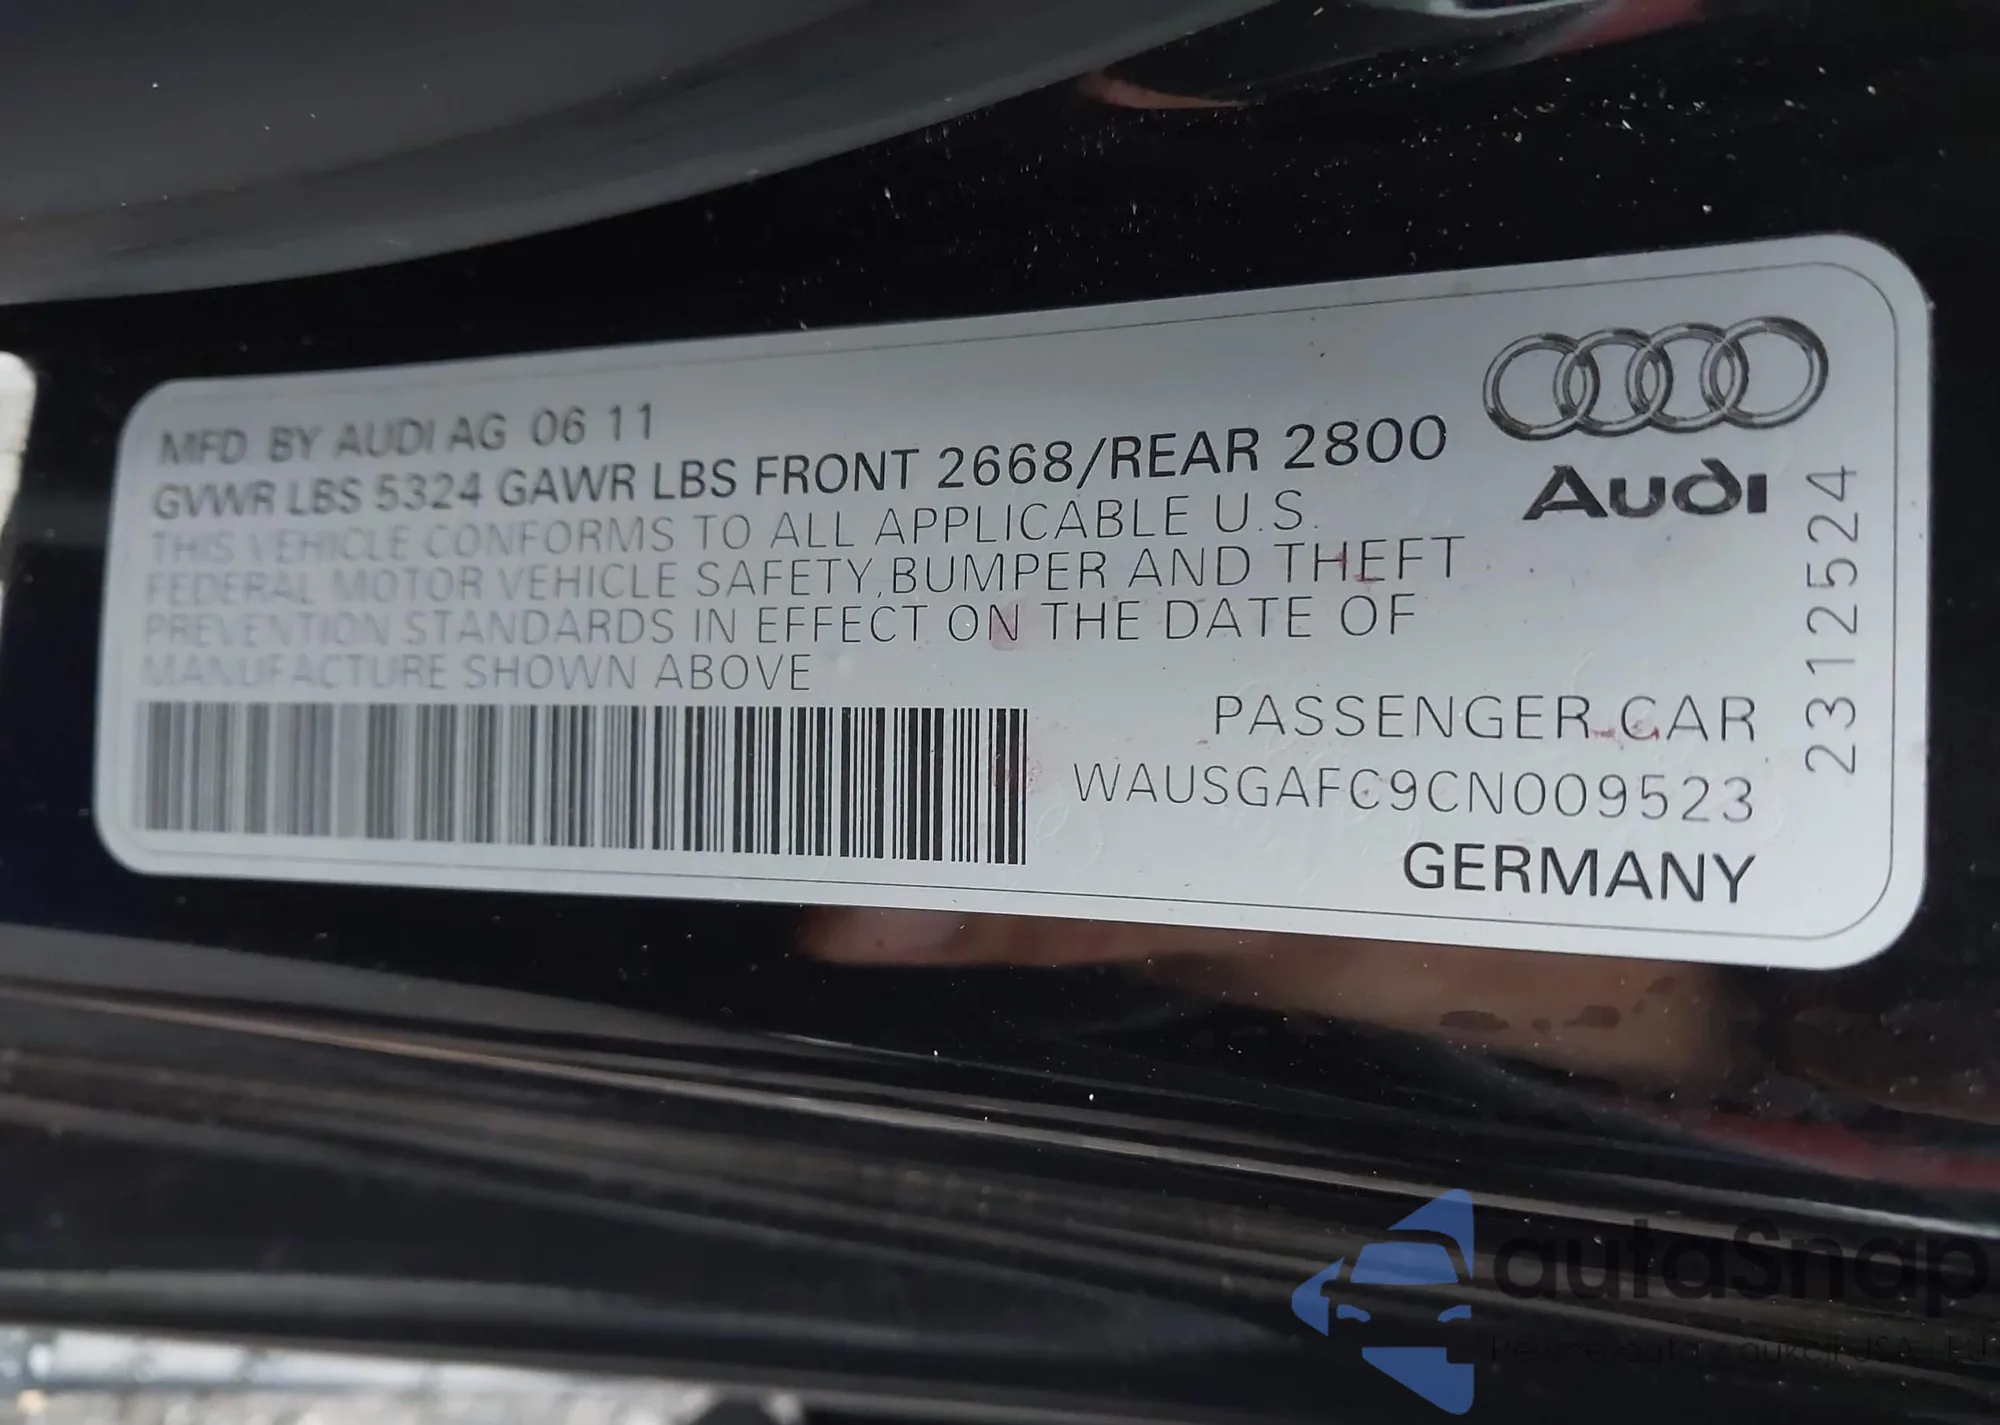 MFD. BY AUDI AG 06 11
GVWR LBS 5324 GAWR LBS FRONT 2668/REAR 2800
THIS VEHICLE CONFORMS TO ALL APPLICABLE U.S.
FEDERAL MOTOR VEHICLE SAFETY,BUMPER AND THEFT
PREVENTION STANDARDS IN EFFECT ON THE DATE OF
MANUFACTURE SHOWN ABOVE
Audi
2312524
PASSENGER CAR
WAUSGAFC9CN009523
GERMANY
autaSnap